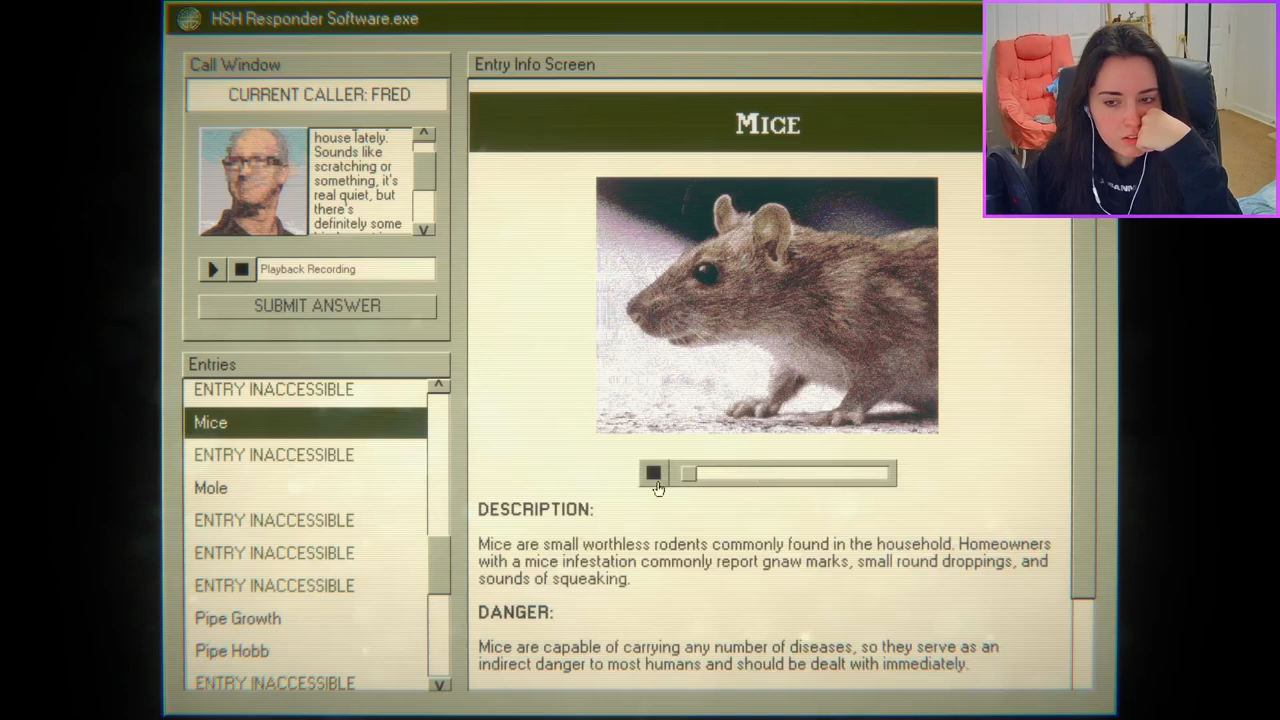 HSH Responder Software.exe
Call Window
CURRENT CALLER: FRED
house lately.
Sounds like
scratching or
something, it's
real quiet, but
there's
definitely some
Playback Recording
SUBMIT ANSWER
Entries
ENTRY INACCESSIBLE
Mice
ENTRY INACCESSIBLE
Mole
ENTRY INACCESSIBLE
ENTRY INACCESSIBLE
ENTRY INACCESSIBLE
Pipe Growth
Pipe Hobb
ENTRY INACCESSIBLE
Entry Info Screen
MICE
DESCRIPTION:
Mice are small worthless rodents commonly found in the household. Homeowners
with a mice infestation commonly report gnaw marks, small round droppings, and
sounds of squeaking.
DANGER:
Mice are capable of carrying any number of diseases, so they serve as an
indirect danger to most humans and should be dealt with immediately.